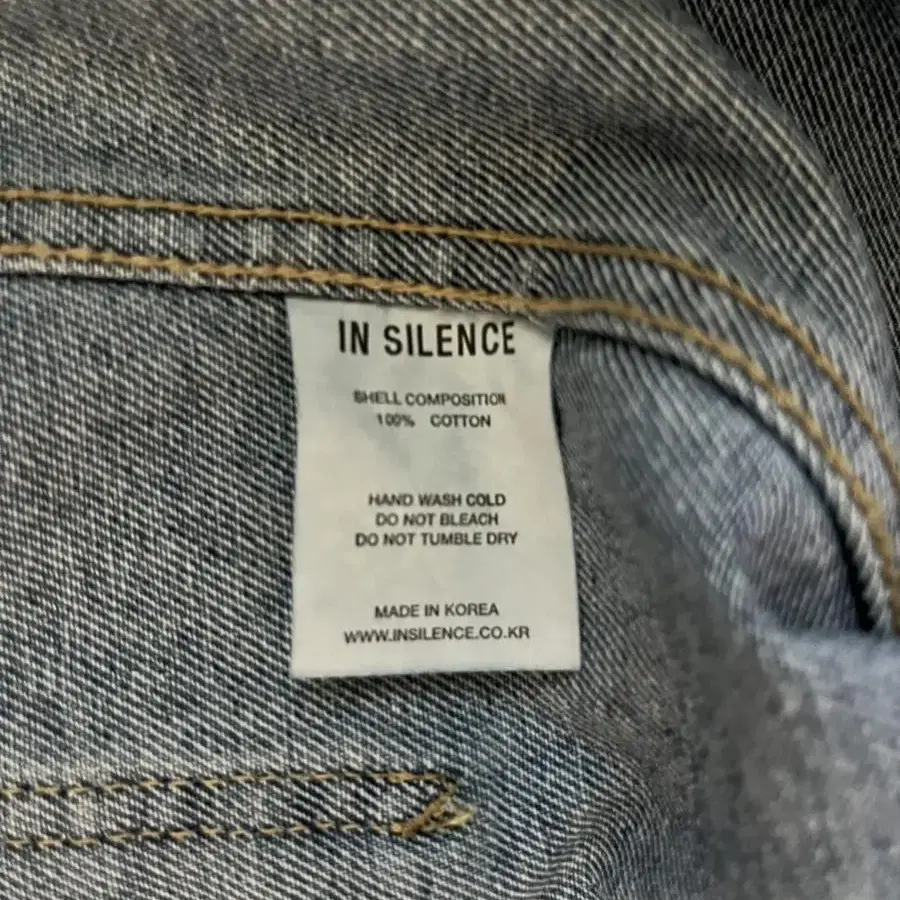 IN SILENCE
SHELL COMPOSITION
100% COTTON
HAND WASH COLD
DO NOT BLEACH
DO NOT TUMBLE DRY
MADE IN KOREA
WWW.INSILENCE.CO.KR